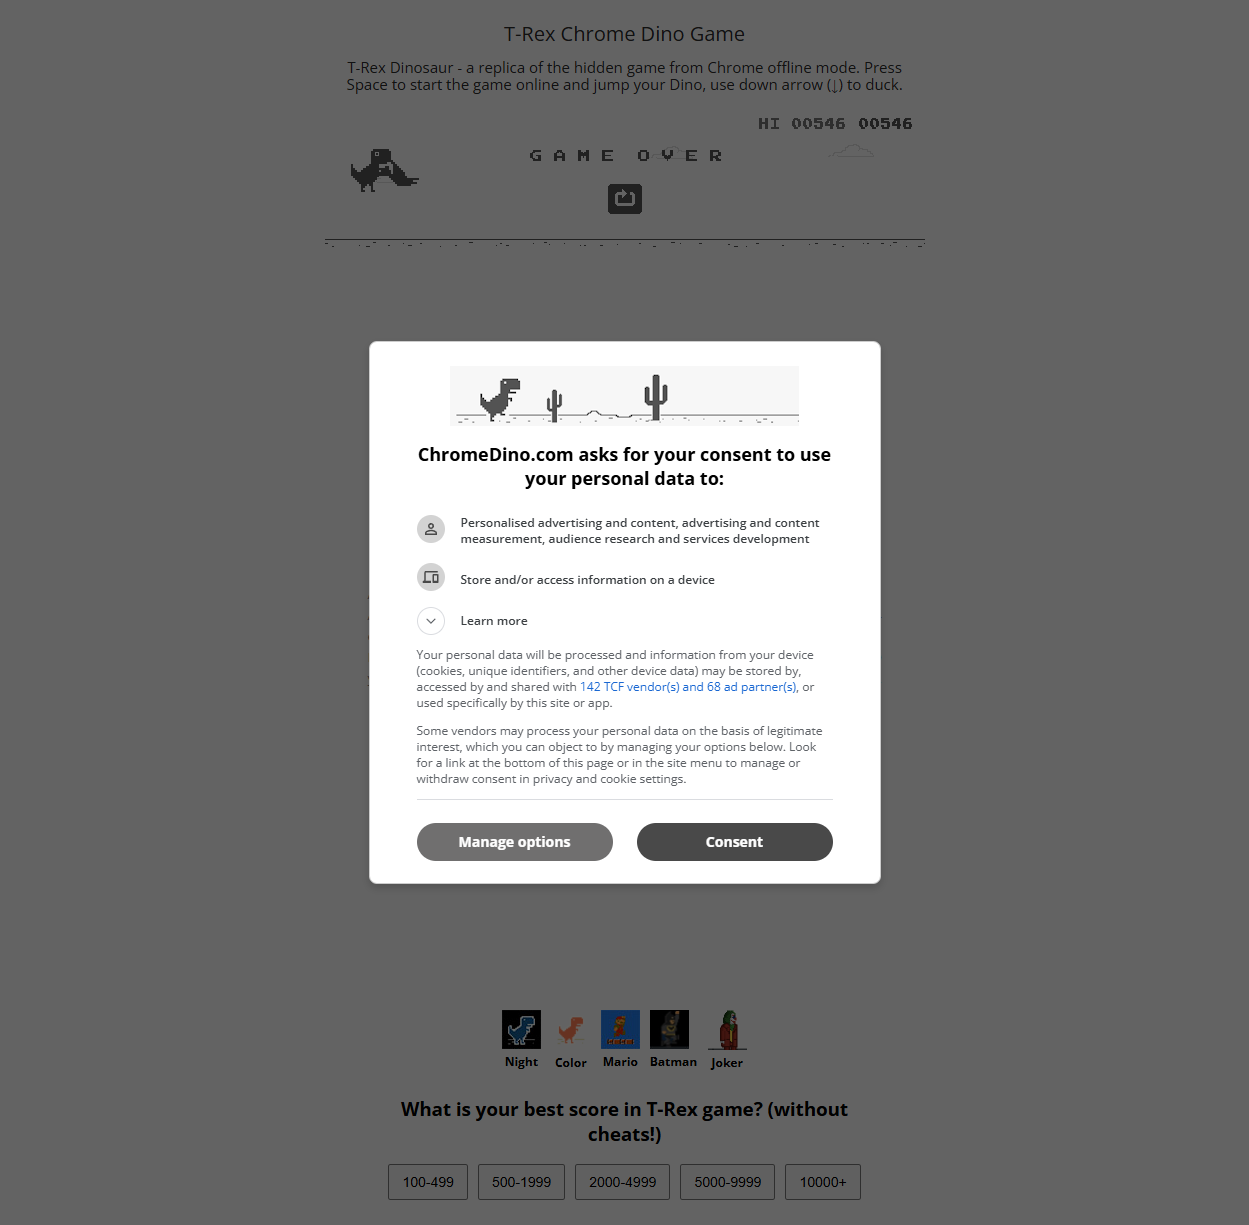 T-Rex Chrome Dino Game
T-Rex Dinosaur - a replica of the hidden game from Chrome offline mode. Press
Space to start the game online and jump your Dino, use down arrow (↓) to duck.
HI 00546 00546
GAME OVER
ChromeDino.com asks for your consent to use
your personal data to:
Personalised advertising and content, advertising and content
measurement, audience research and services development
Store and/or access information on a device
Learn more
Your personal data will be processed and information from your device
(cookies, unique identifiers, and other device data) may be stored by,
accessed by and shared with 142 TCF vendor(s) and 68 ad partner(s), or
used specifically by this site or app.
Some vendors may process your personal data on the basis of legitimate
interest, which you can object to by managing your options below. Look
for a link at the bottom of this page or in the site menu to manage or
withdraw consent in privacy and cookie settings.
Manage options Consent
Night Color Mario Batman Joker
What is your best score in T-Rex game? (without
cheats!)
100-499 500-1999 2000-4999 5000-9999 10000+